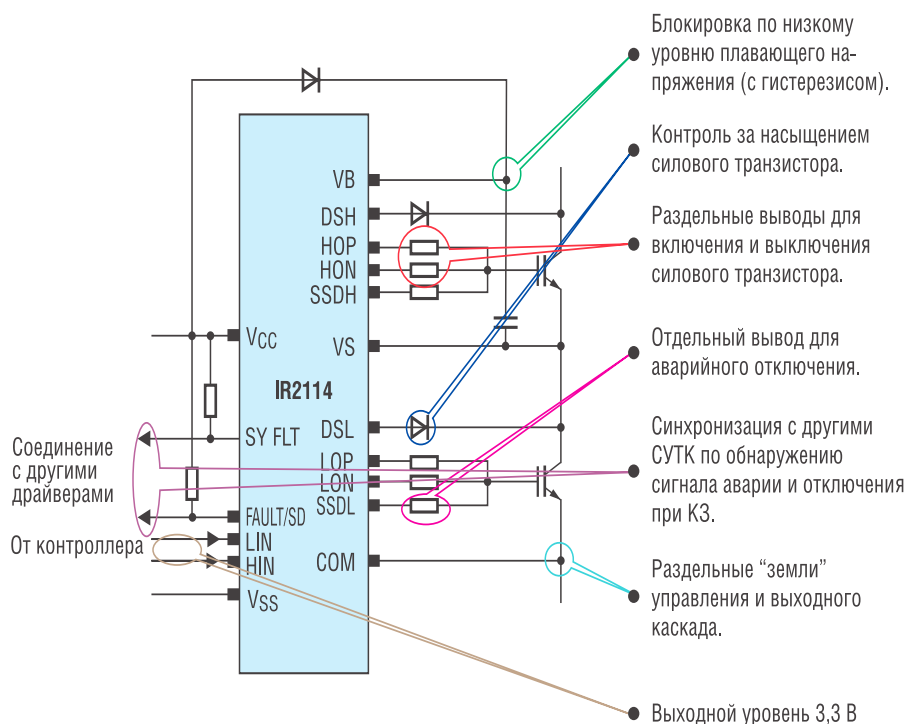 Блокировка по низкому
уровню плавающего на-
пряжения (с гистерезисом).
Контроль за насыщением
силового транзистора.
Раздельные выводы для
включения и выключения
силового транзистора.
Отдельный вывод для
аварийного отключения.
Синхронизация с другими
СУТК по обнаружению
сигнала аварии и отключения
при КЗ.
Раздельные “земли”
управления и выходного
каскада.
Выходной уровень 3,3 В
VB
DSH
HOP
HON
SSDH
VCC
VS
IR2114
SY FLT
DSL
LOP
LON
SSDL
FAULT/SD
LIN
HIN
COM
VSS
Соединение
с другими
драйверами
От контроллера